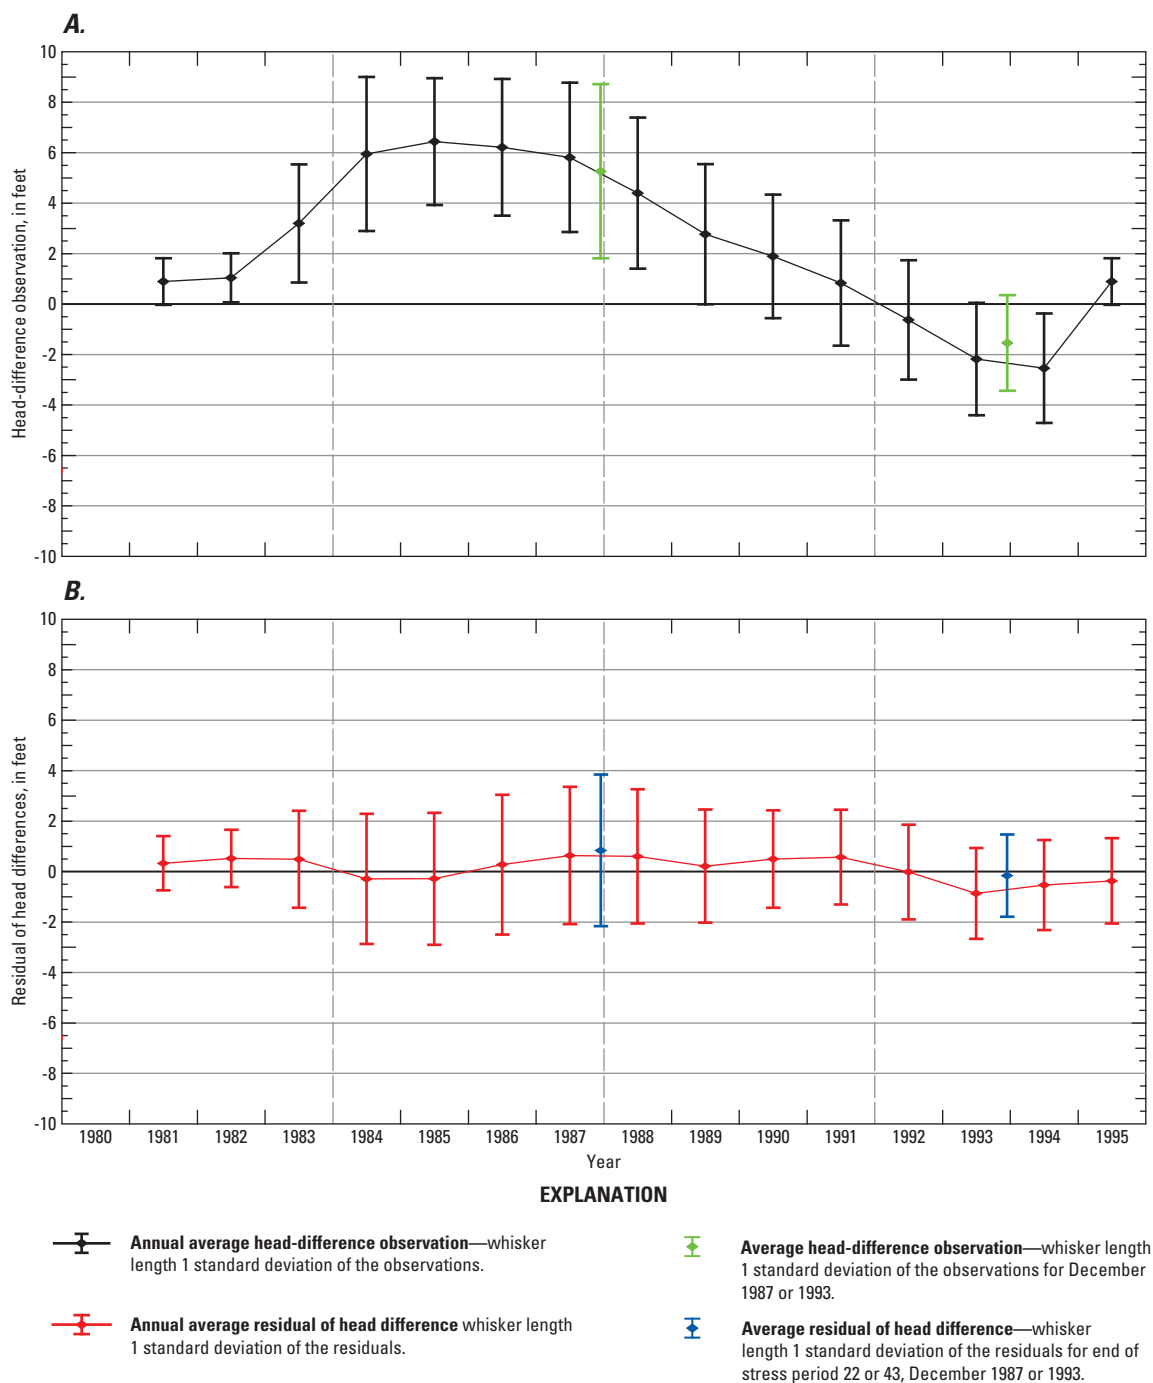 A.
10
8
6
4
2
0
-2
-4
-6
-8
-10
Head-difference observation, in feet
B.
10
8
6
4
2
0
-2
-4
-6
-8
-10
Residual of head differences, in feet
1980 1981 1982 1983 1984 1985 1986 1987 1988 1989 1990 1991 1992 1993 1994 1995
Year
EXPLANATION
Annual average head-difference observation—whisker
length 1 standard deviation of the observations.
Annual average residual of head difference whisker length
1 standard deviation of the residuals.
Average head-difference observation—whisker length
1 standard deviation of the observations for December
1987 or 1993.
Average residual of head difference—whisker
length 1 standard deviation of the residuals for end of
stress period 22 or 43, December 1987 or 1993.